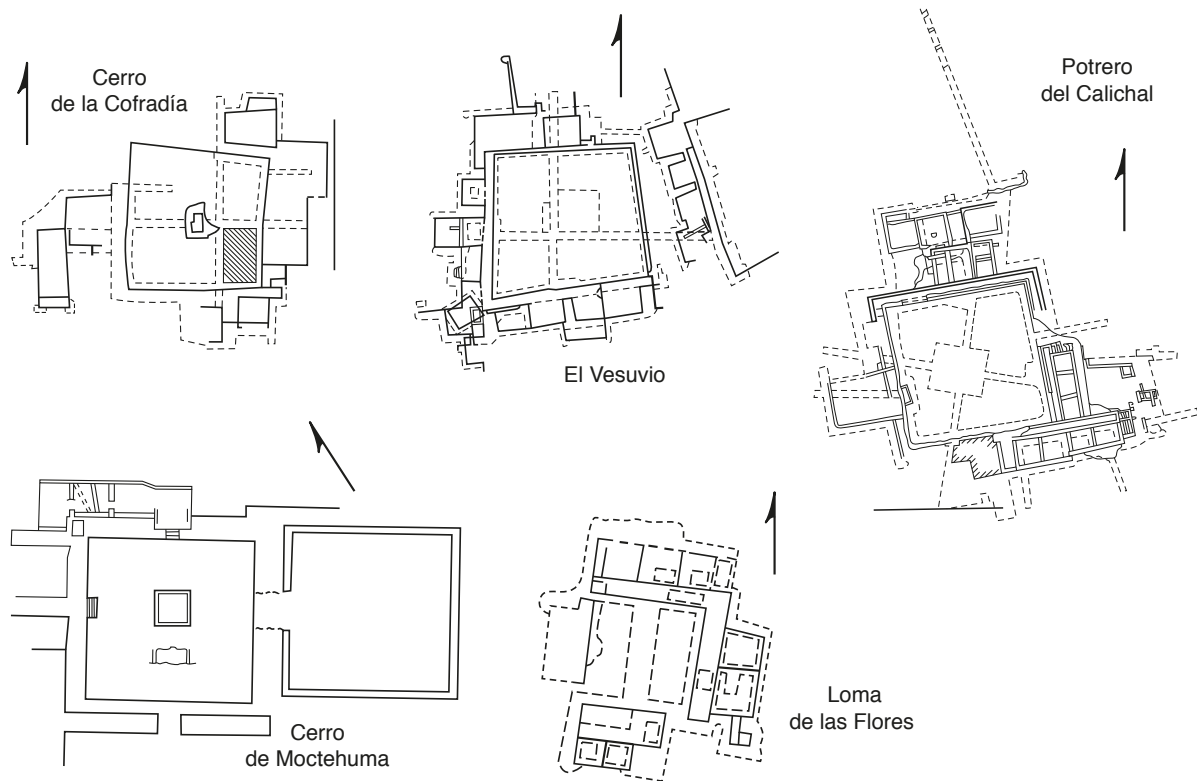 Cerro
de la Cofradía
El Vesuvio
Potrero
del Calichal
Cerro
de Moctehuma
Loma
de las Flores